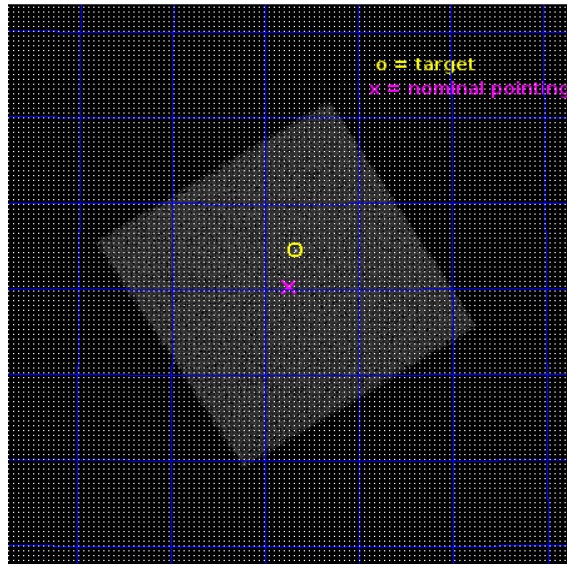 o = target
x = nominal pointing